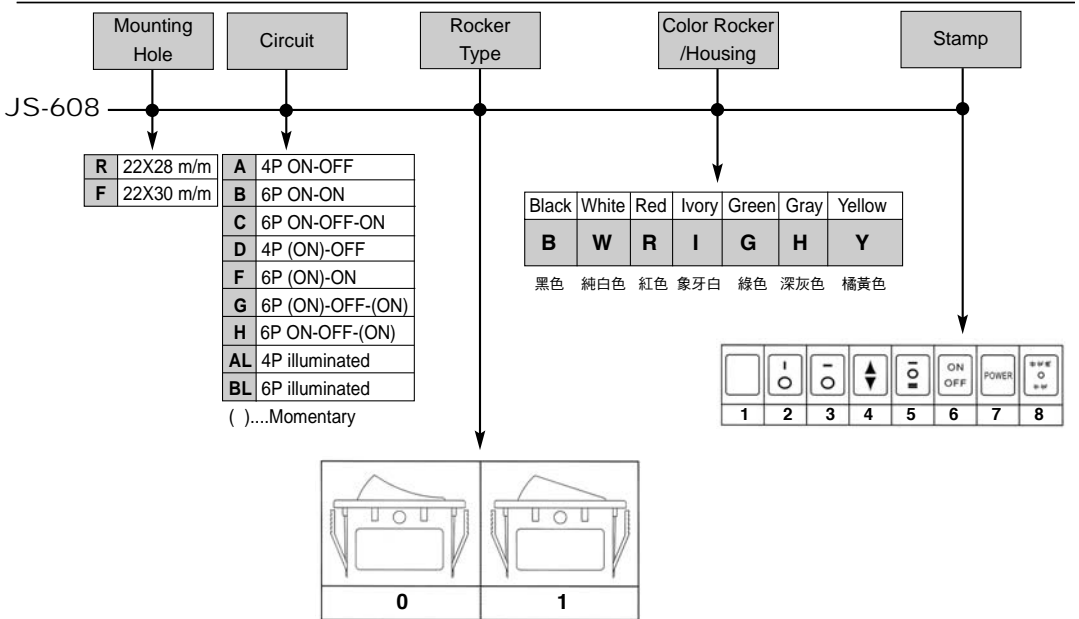 Mounting
Hole
Circuit
Rocker
Type
Color Rocker
/Housing
Stamp
JS-608
R 22X28 m/m
F 22X30 m/m
A 4P ON-OFF
B 6P ON-ON
C 6P ON-OFF-ON
D 4P (ON)-OFF
F 6P (ON)-ON
G 6P (ON)-OFF-(ON)
H 6P ON-OFF-(ON)
AL 4P illuminated
BL 6P illuminated
( )....Momentary
Black White Red Ivory Green Gray Yellow
B W R I G H Y
黑色 純白色 紅色 象牙白 綠色 深灰色 橘黃色
ON
OFF
POWER
1 2 3 4 5 6 7 8
0 1